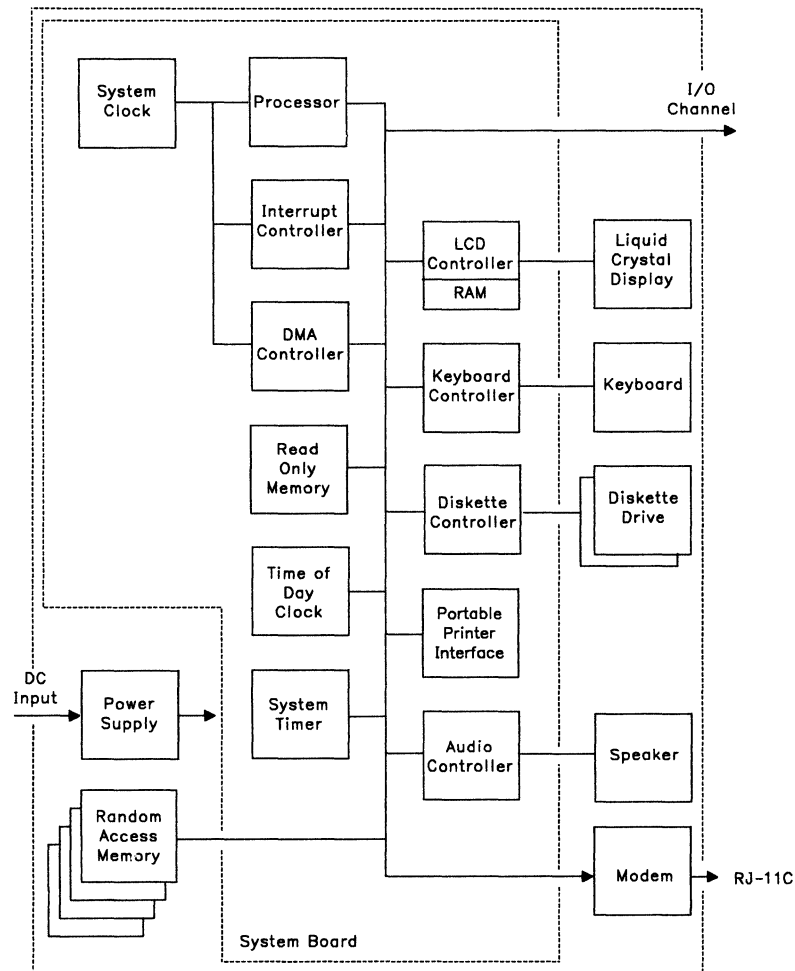 System
Clock
Processor
I/O
Channel
Interrupt
Controller
LCD
Controller
RAM
Liquid
Crystal
Display
DMA
Controller
Keyboard
Controller
Keyboard
Read
Only
Memory
Diskette
Controller
Diskette
Drive
Time of
Day
Clock
Portable
Printer
Interface
DC
Input
Power
Supply
System
Timer
Audio
Controller
Speaker
Random
Access
Memory
Modem
RJ-11C
System Board